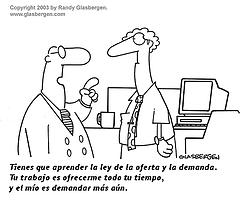 Copyright 2003 by Randy Glasbergen.
www.glasbergen.com
GLASBERGEN
Tienes que aprender la ley de la oferta y la demanda.
Tu trabajo es ofrecerme todo tu tiempo,
y el mío es demandar más aún.